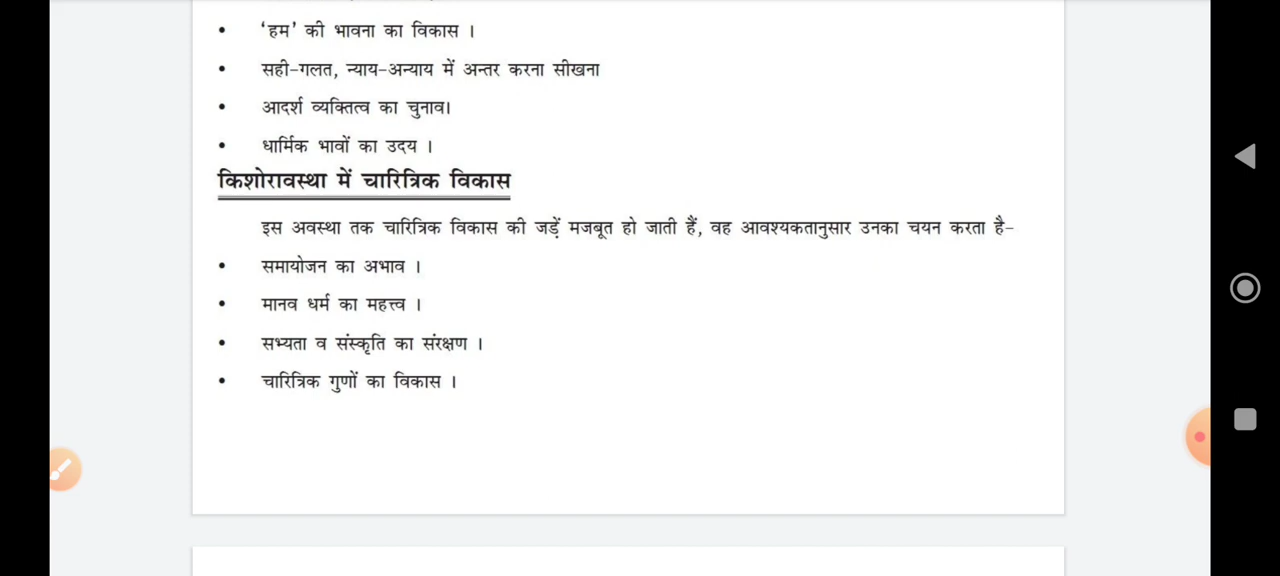 • ‘हम’ की भावना का विकास ।
• सही-गलत, न्याय-अन्याय में अन्तर करना सीखना
• आदर्श व्यक्तित्व का चुनाव।
• धार्मिक भावों का उदय ।
किशोरावस्था में चारित्रिक विकास
इस अवस्था तक चारित्रिक विकास की जड़ें मजबूत हो जाती हैं, वह आवश्यकतानुसार उनका चयन करता है-
• समायोजन का अभाव ।
• मानव धर्म का महत्त्व ।
• सभ्यता व संस्कृति का संरक्षण ।
• चारित्रिक गुणों का विकास ।